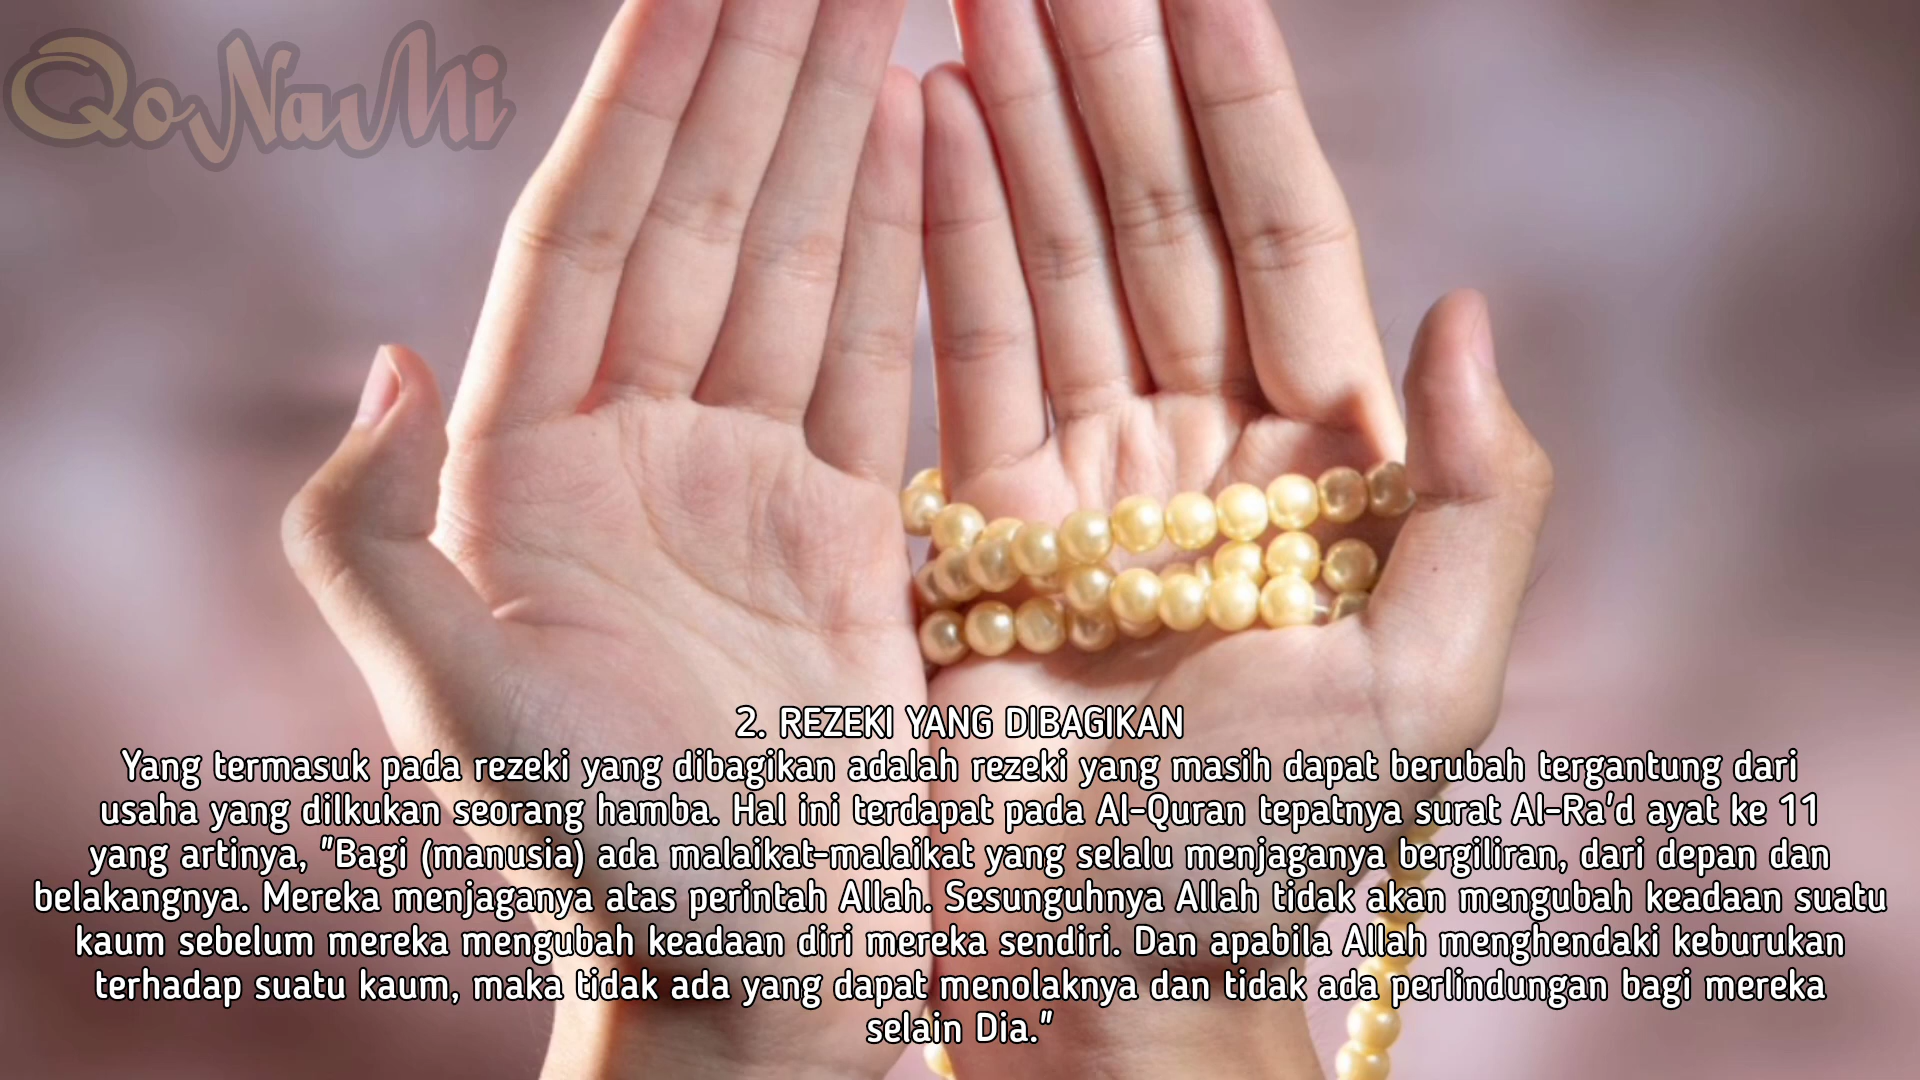 QoNaMi
2. REZEKI YANG DIBAGIKAN
Yang termasuk pada rezeki yang dibagikan adalah rezeki yang masih dapat berubah tergantung dari
usaha yang dilkukan seorang hamba. Hal ini terdapat pada Al-Quran tepatnya surat Al-Ra'd ayat ke 11
yang artinya, "Bagi (manusia) ada malaikat-malaikat yang selalu menjaganya bergiliran, dari depan dan
belakangnya. Mereka menjaganya atas perintah Allah. Sesunguhnya Allah tidak akan mengubah keadaan suatu
kaum sebelum mereka mengubah keadaan diri mereka sendiri. Dan apabila Allah menghendaki keburukan
terhadap suatu kaum, maka tidak ada yang dapat menolaknya dan tidak ada perlindungan bagi mereka
selain Dia."